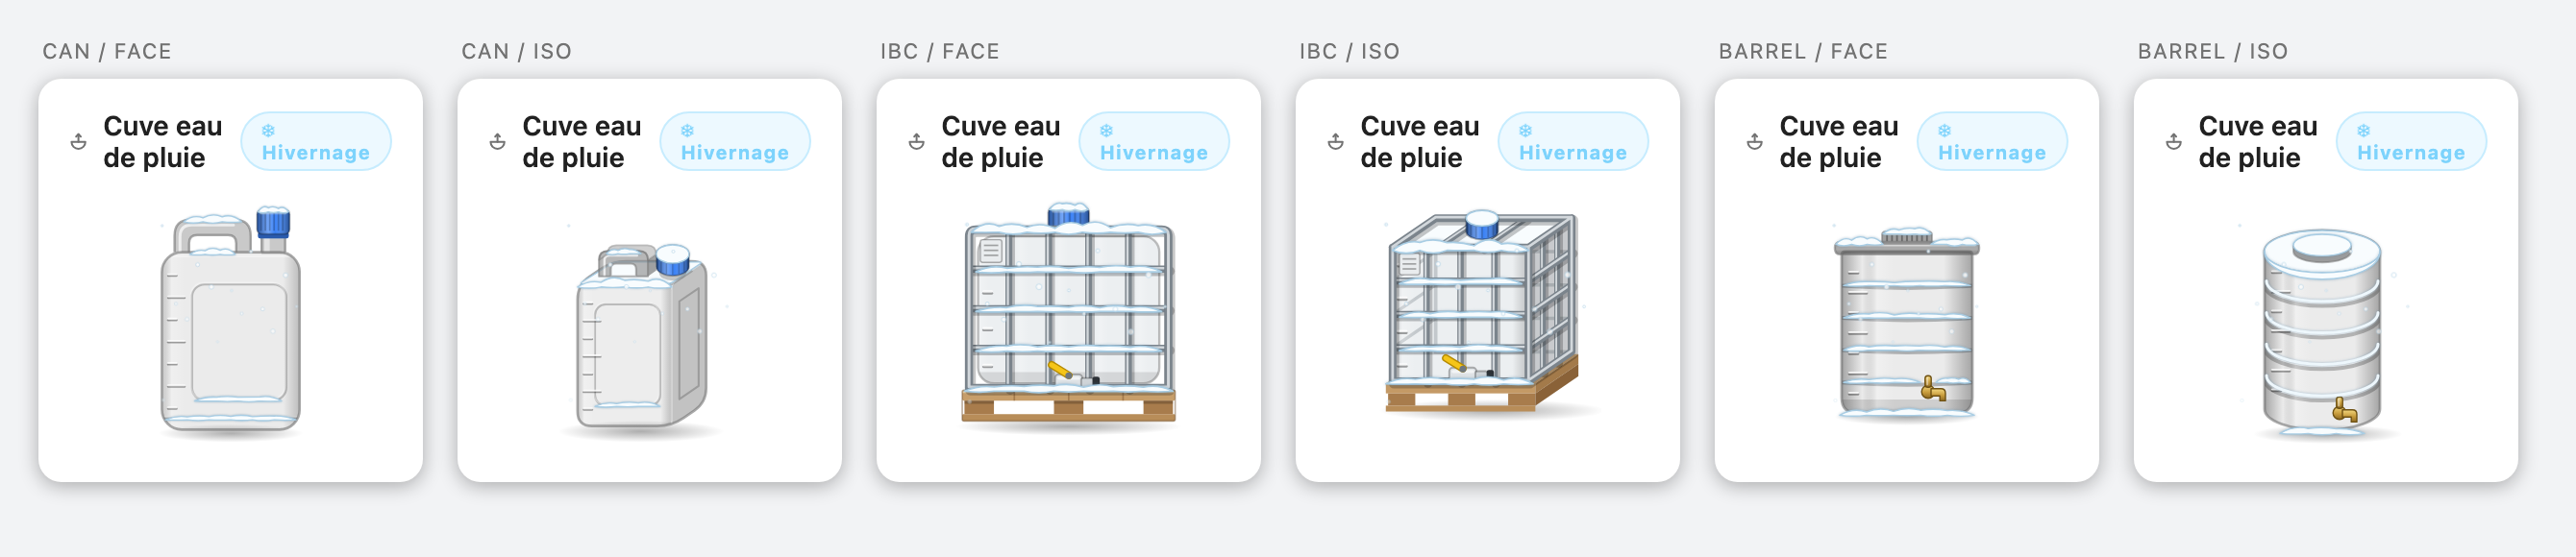 CAN / FACE
Cuve eau
de pluie
❄
Hivernage
CAN / ISO
Cuve eau
de pluie
❄
Hivernage
IBC / FACE
Cuve eau
de pluie
❄
Hivernage
IBC / ISO
Cuve eau
de pluie
❄
Hivernage
BARREL / FACE
Cuve eau
de pluie
❄
Hivernage
BARREL / ISO
Cuve eau
de pluie
❄
Hivernage